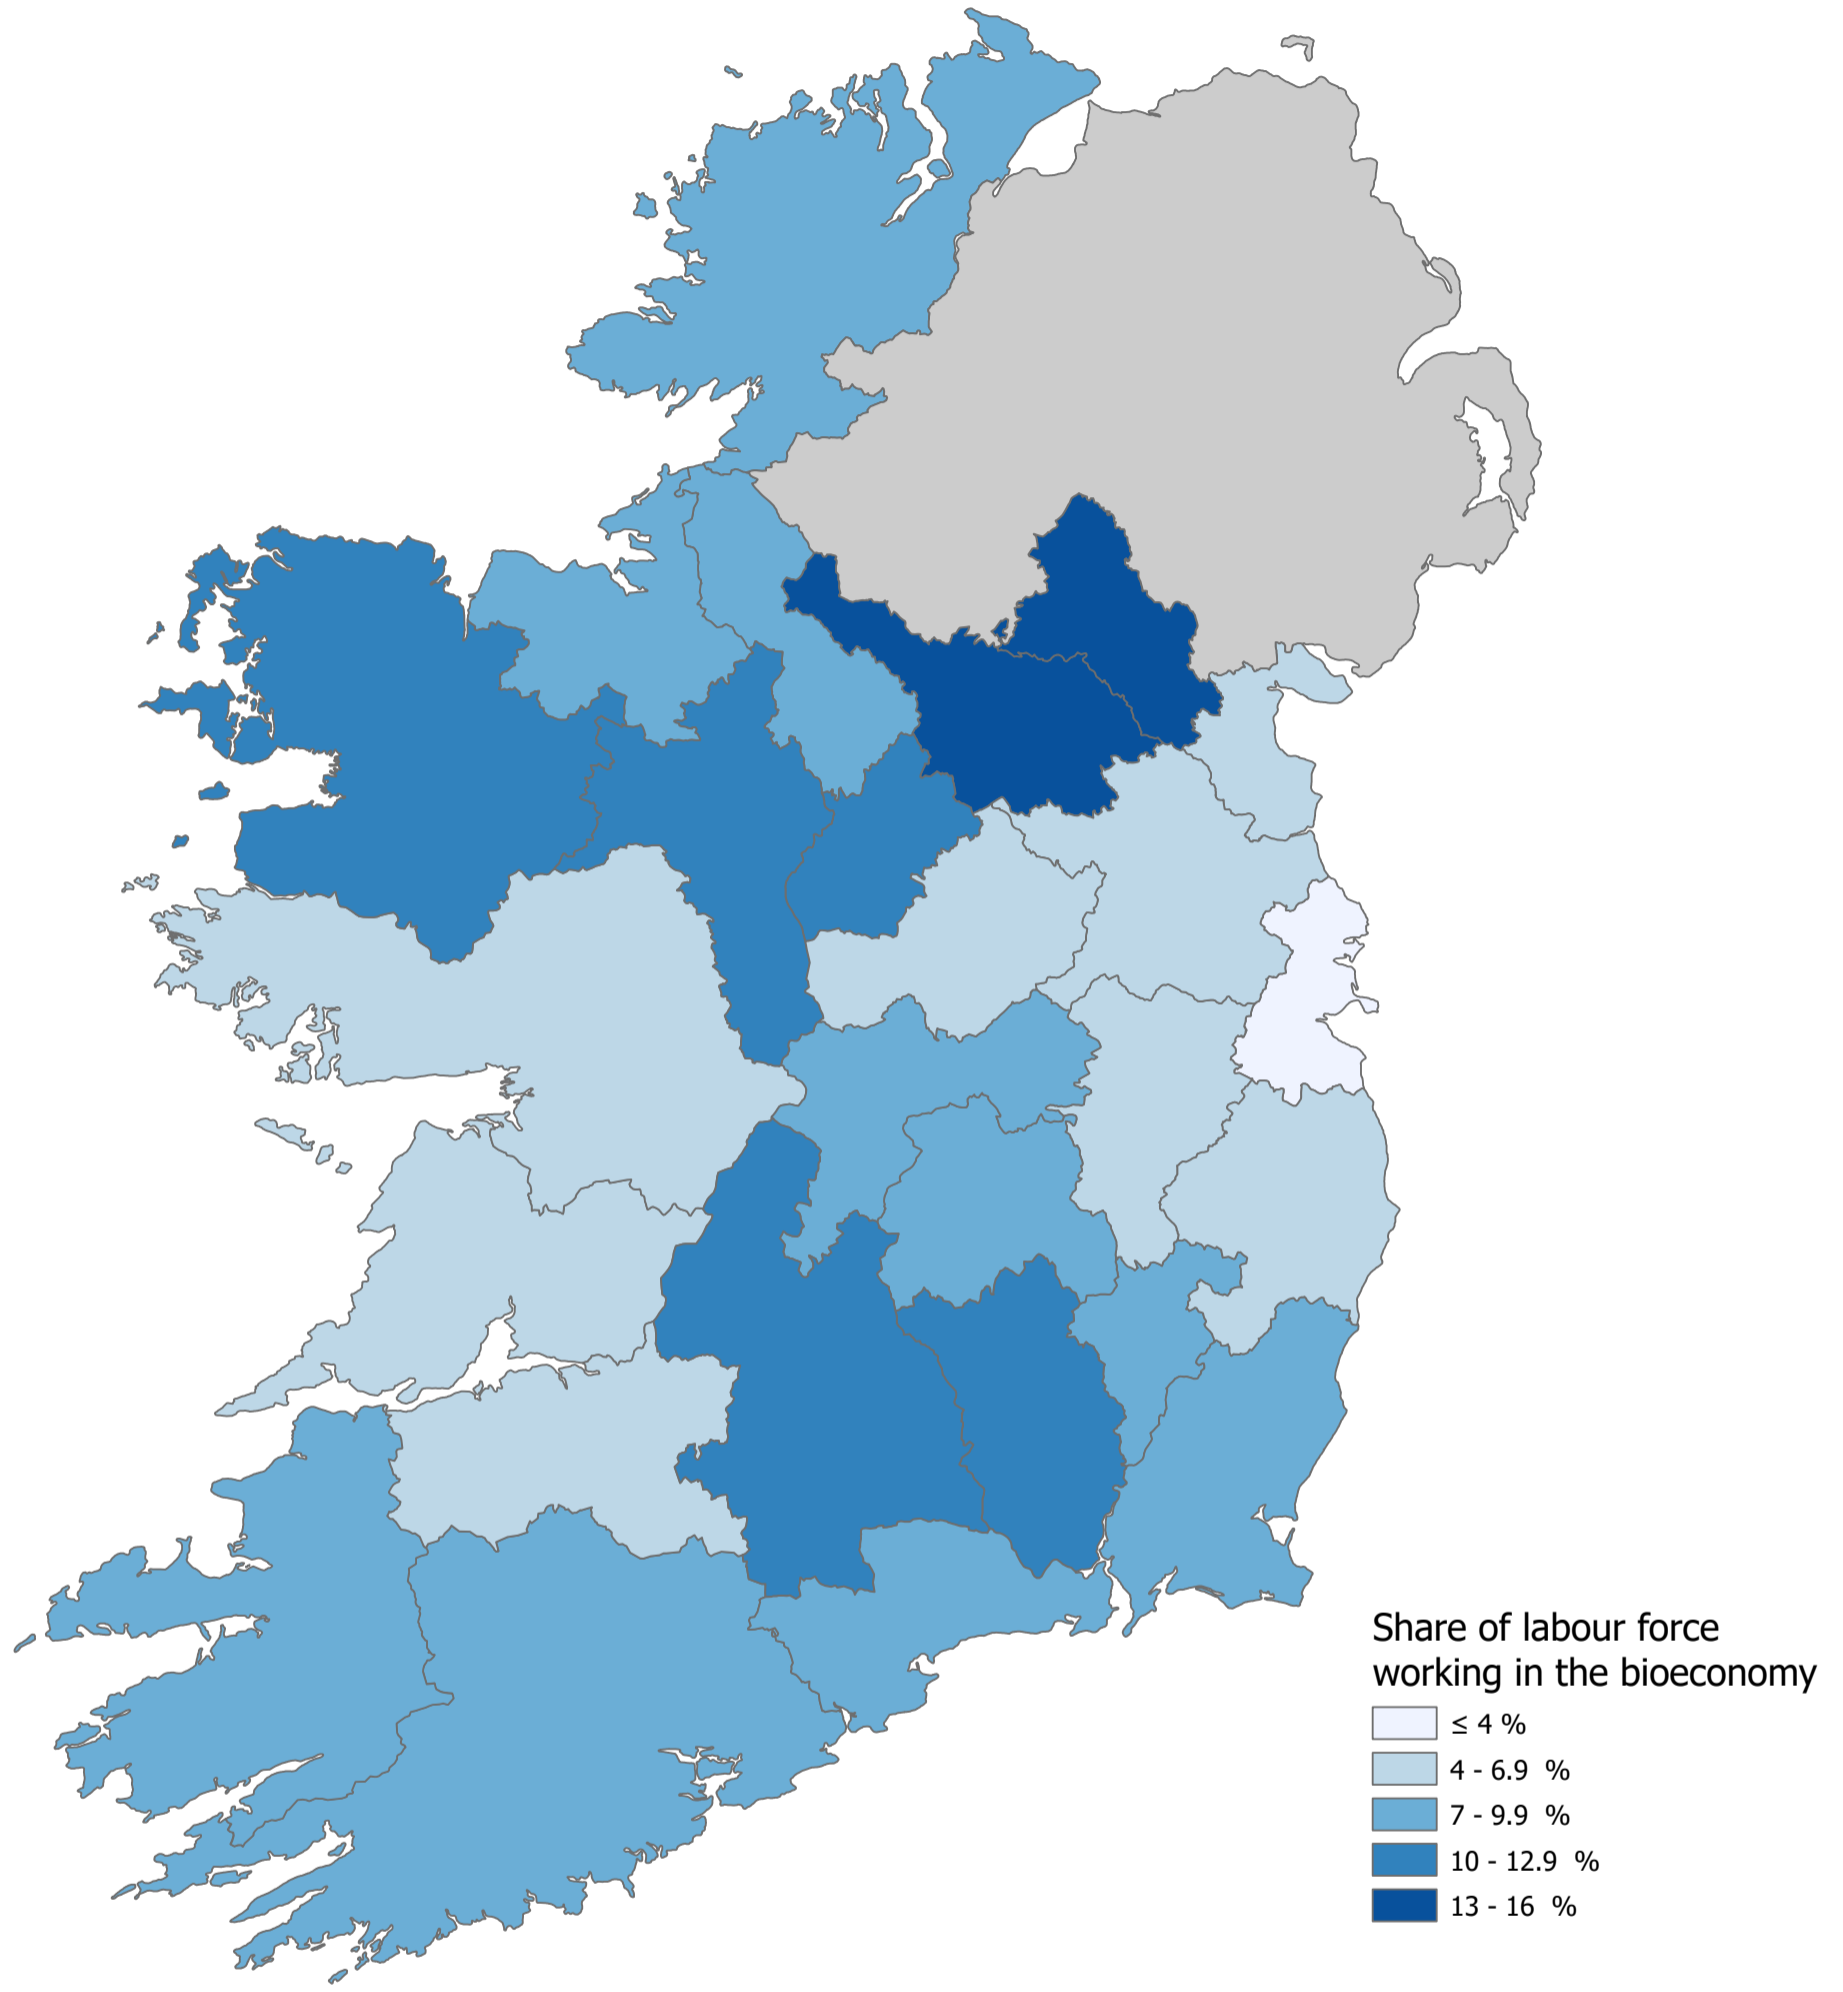 Share of labour force
working in the bioeconomy
≤ 4 %
4 - 6.9 %
7 - 9.9 %
10 - 12.9 %
13 - 16 %